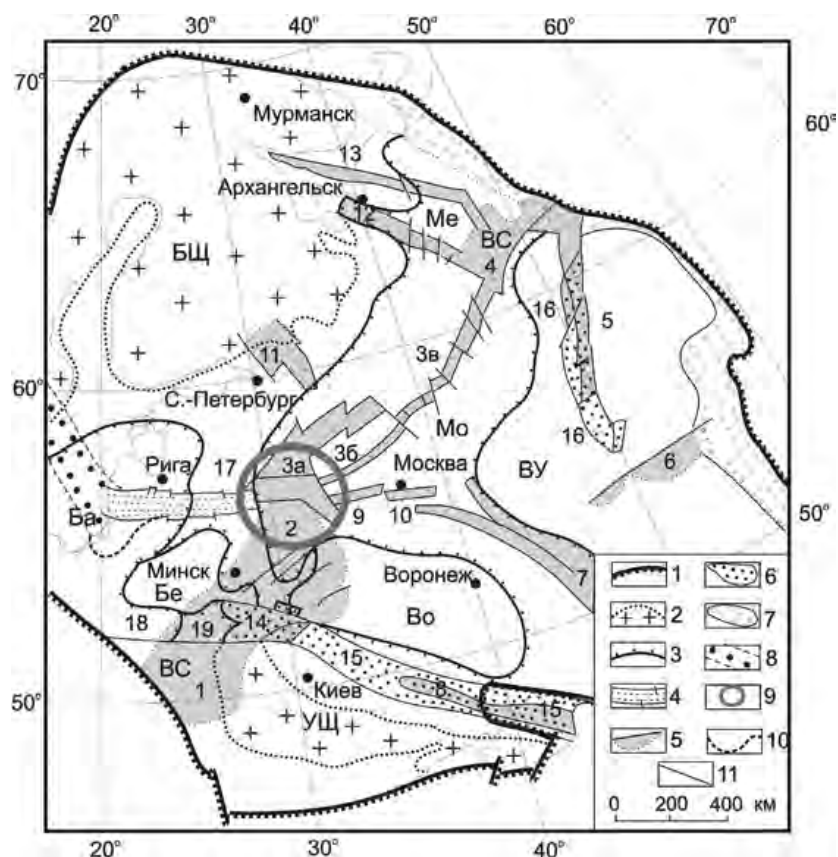 20° 30° 40° 50° 60° 70°
70°
60°
Мурманск
13
Архангельск
12
Ме
ВС
4
БЩ
16
5
3в
11
60°
С.-Петербург
Мо
16
3а
3б
6
Рига
17
Москва
ВУ
Ба
2
9
10
50°
Минск
Бе
Воронеж
7
Во
18
19
14
ВС
15
1
Киев
8
15
50°
УЩ
1
6
2
7
3
8
4
9
5
10
11
0 200 400 км
20° 30° 40°